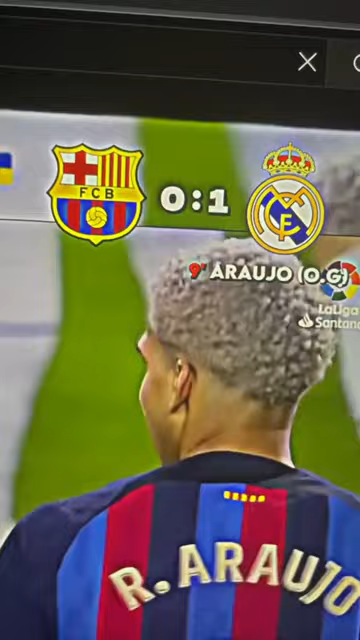 FCB
0:1
9' ARAUJO (O.G)
LaLiga
Santander
R. ARAUJO